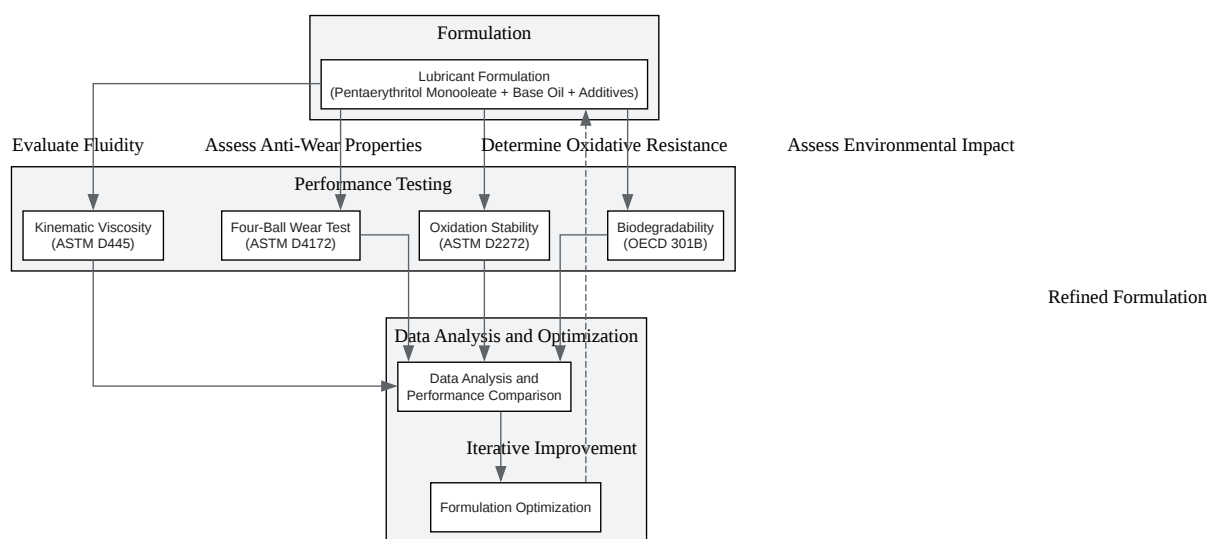 Formulation
Lubricant Formulation
(Pentaerythritol Monooleate + Base Oil + Additives)
Evaluate Fluidity
Assess Anti-Wear Properties
Determine Oxidative Resistance
Assess Environmental Impact
Performance Testing
Kinematic Viscosity
(ASTM D445)
Four-Ball Wear Test
(ASTM D4172)
Oxidation Stability
(ASTM D2272)
Biodegradability
(OECD 301B)
Refined Formulation
Data Analysis and Optimization
Data Analysis and
Performance Comparison
Iterative Improvement
Formulation Optimization